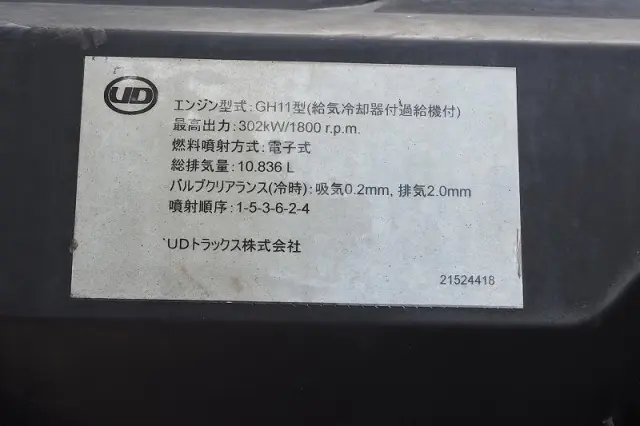 UD
エンジン型式:GH11型(給気冷却器付過給機付)
最高出力:302kW/1800 r.p.m.
燃料噴射方式:電子式
総排気量:10.836 L
バルブクリアランス(冷時):吸気0.2mm, 排気2.0mm
噴射順序:1-5-3-6-2-4
UDトラックス株式会社
21524418